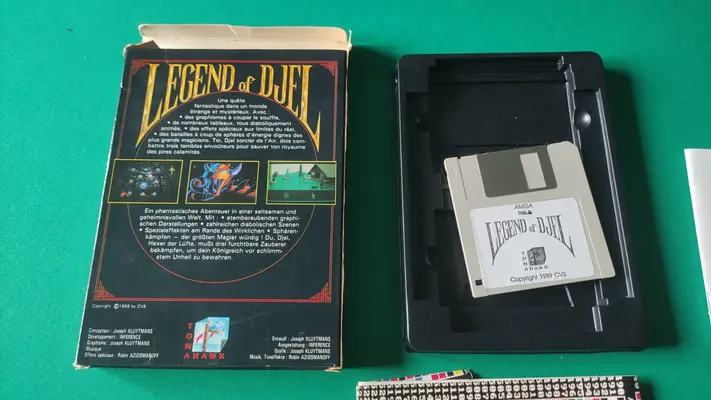 LEGEND of DJEL
Une quête
fantastique dans un monde
étrange et mystérieux. Avec :
• des graphismes à couper le souffle,
• de nombreux tableaux, tous diaboliquement
animés, • des effets spéciaux aux limites du réel,
• des batailles à coup de sphères d'énergie dignes des
plus grands magiciens. Toi, Djel sorcier de l'Air, dois com-
battre trois terribles envoûteurs pour sauver ton royaume
des pires calamités.
Ein phantastisches Abenteuer in einer seltsamen und
geheimnisvollen Welt. Mit : • atemberaubenden graphi-
schen Darstellungen • zahlreichen diabolischen Szenen
• Spezialeffekten am Rande des Wirklichen • Sphären-
kämpfen — der größten Magier würdig ! Du, Djel,
Hexer der Lüfte, mußt drei furchtbare Zauberer
bekämpfen, um dein Königreich vor schlimm-
stem Unheil zu bewahren.
Copyright © 1989 by CVS
Concepteur : Joseph KLUYTMANS
Développement : INFERENCE
Graphisme : Joseph KLUYTMANS
Musique
Effets spéciaux : Robin AZIOSMANOFF
TOMAHAWK
Entwurf : Joseph KLUYTMANS
Ausgestaltung : INFERENCE
Grafik : Joseph KLUYTMANS
Musik, Toneffekte : Robin AZIOSMANOFF
AMIGA
LEGEND of DJEL
TOMAHAWK
Copyright 1989 CVS